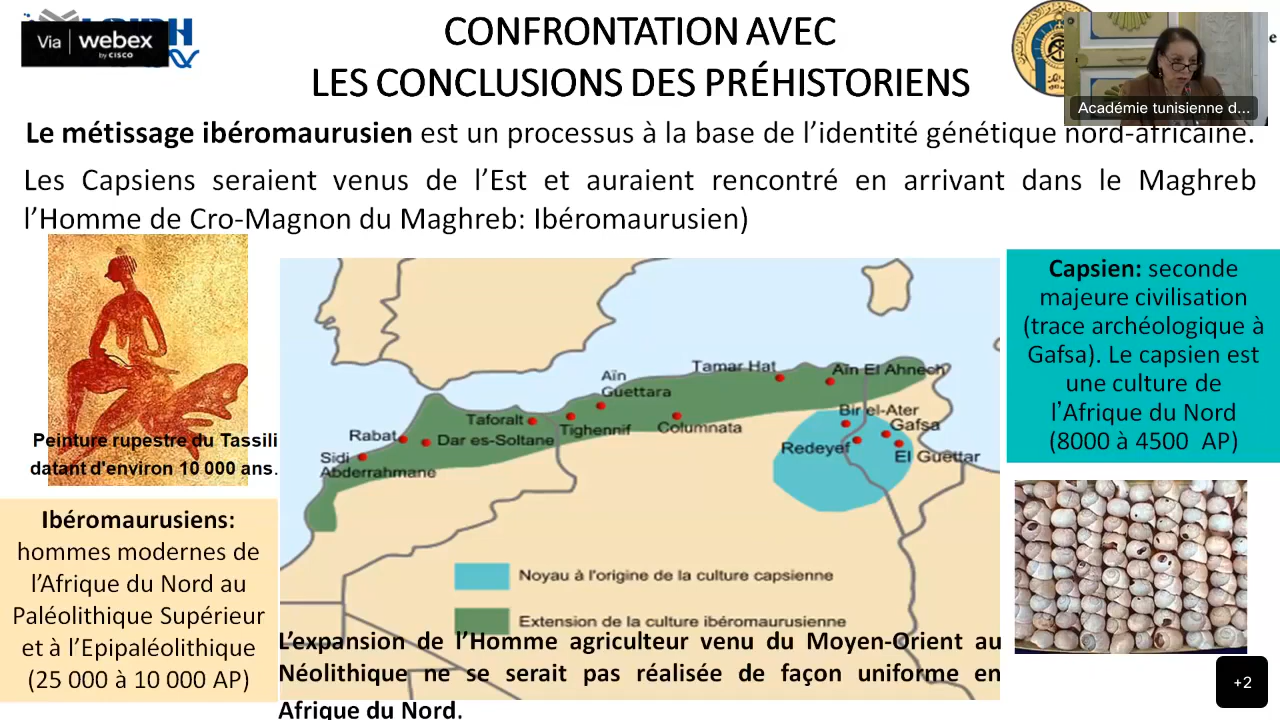 Via webex
by CISCO
CONFRONTATION AVEC
LES CONCLUSIONS DES PRÉHISTORIENS
Académie tunisienne d...
Le métissage ibéromaurusien est un processus à la base de l'identité génétique nord-africaine.
Les Capsiens seraient venus de l'Est et auraient rencontré en arrivant dans le Maghreb
l'Homme de Cro-Magnon du Maghreb: Ibéromaurusien)
Peinture rupestre du Tassili
datant d'environ 10 000 ans.
Ibéromaurusiens:
hommes modernes de
l'Afrique du Nord au
Paléolithique Supérieur
et à l'Epipaléolithique
(25 000 à 10 000 AP)
Tamar Hat
Aïn El Ahnech
Aïn
Guettara
Bir el-Ater
Taforalt
Gafsa
Rabat
Dar es-Soltane
Tighennif
Columnata
Redeyef
El Guettar
Sidi
Abderrahmane
Noyau à l'origine de la culture capsienne
Extension de la culture ibéromaurusienne
L'expansion de l'Homme agriculteur venu du Moyen-Orient au
Néolithique ne se serait pas réalisée de façon uniforme en
Afrique du Nord.
Capsien: seconde
majeure civilisation
(trace archéologique à
Gafsa). Le capsien est
une culture de
l'Afrique du Nord
(8000 à 4500 AP)
+2